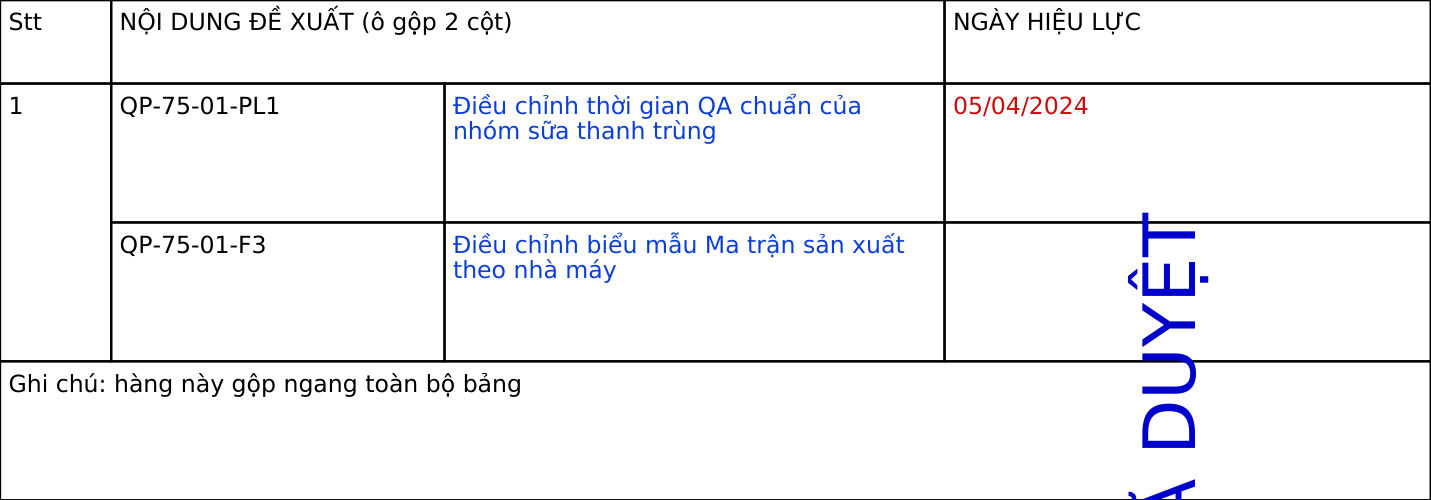 Stt
NỘI DUNG ĐỀ XUẤT (ô gộp 2 cột)
NGÀY HIỆU LỰC
1
QP-75-01-PL1
Điều chỉnh thời gian QA chuẩn của
nhóm sữa thanh trùng
05/04/2024
QP-75-01-F3
Điều chỉnh biểu mẫu Ma trận sản xuất
theo nhà máy
Ghi chú: hàng này gộp ngang toàn bộ bảng
DUYỆT